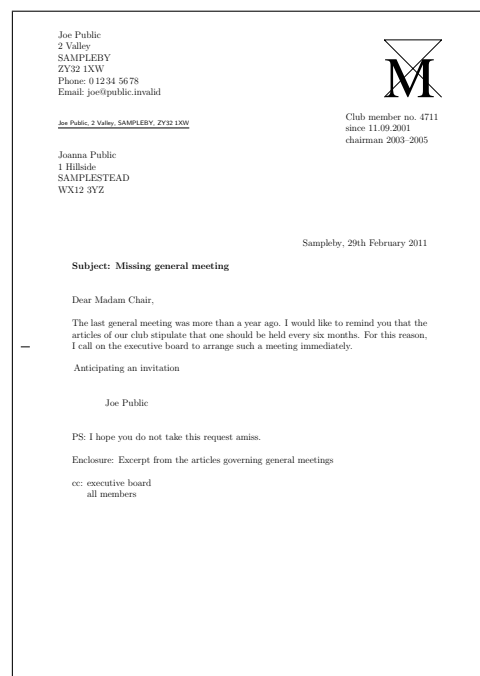 Joe Public
2 Valley
SAMPLEBY
ZY32 1XW
Phone: 0 12 34 56 78
Email: joe@public.invalid
M
Club member no. 4711
since 11.09.2001
chairman 2003–2005
Joe Public, 2 Valley, SAMPLEBY, ZY32 1XW
Joanna Public
1 Hillside
SAMPLESTEAD
WX12 3YZ
Sampleby, 29th February 2011
Subject: Missing general meeting
Dear Madam Chair,
The last general meeting was more than a year ago. I would like to remind you that the
articles of our club stipulate that one should be held every six months. For this reason,
I call on the executive board to arrange such a meeting immediately.
Anticipating an invitation
Joe Public
PS: I hope you do not take this request amiss.
Enclosure: Excerpt from the articles governing general meetings
cc: executive board
all members